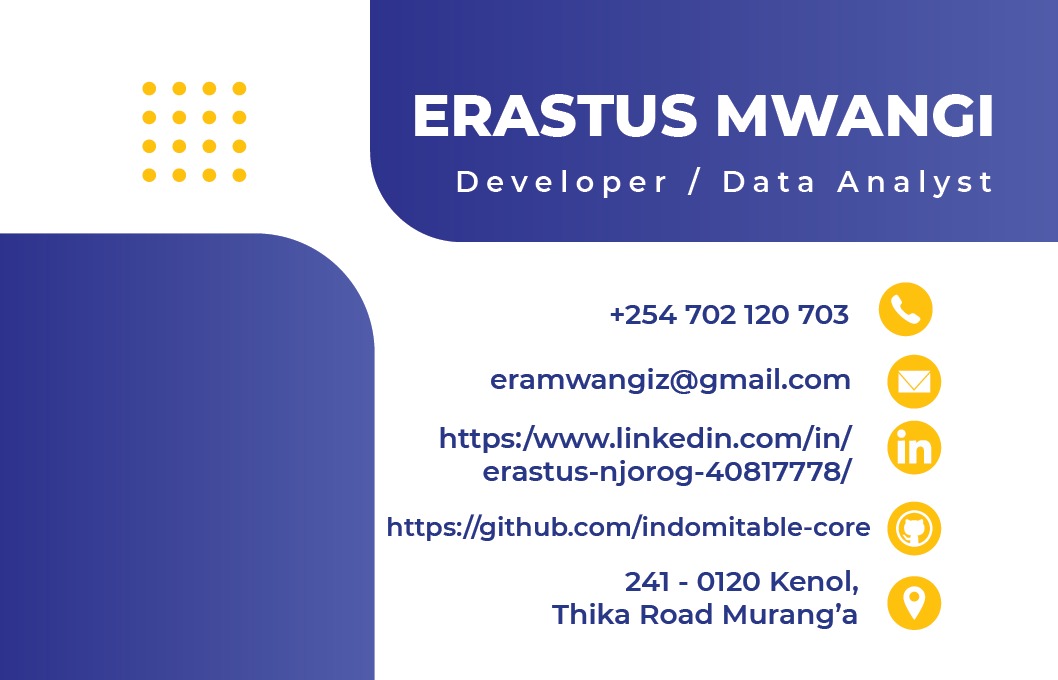 ERASTUS MWANGI
Developer / Data Analyst
+254 702 120 703
eramwangiz@gmail.com
https:/www.linkedin.com/in/
erastus-njorog-40817778/
https://github.com/indomitable-core
241 - 0120 Kenol,
Thika Road Murang’a